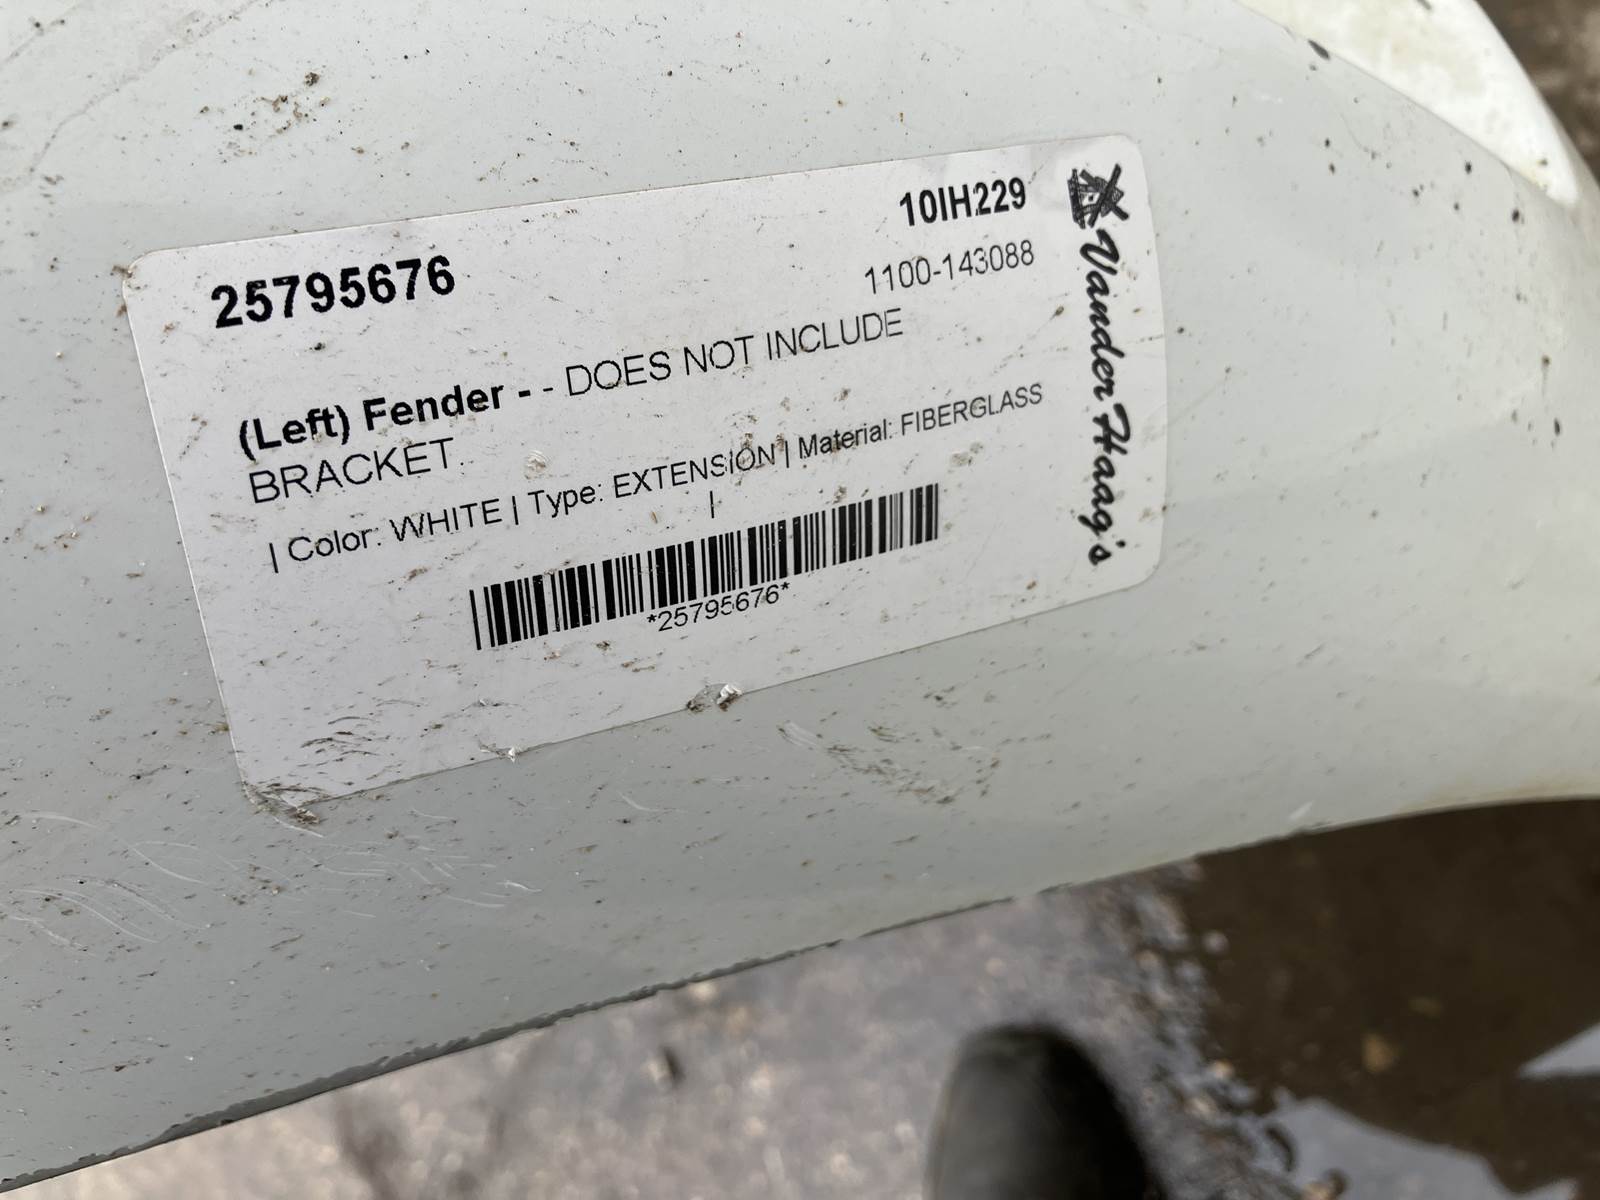 25795676
10IH229
1100-143088
(Left) Fender - - DOES NOT INCLUDE
BRACKET.
| Color: WHITE | Type: EXTENSION | Material: FIBERGLASS
|
*25795676*
Vander Haag's